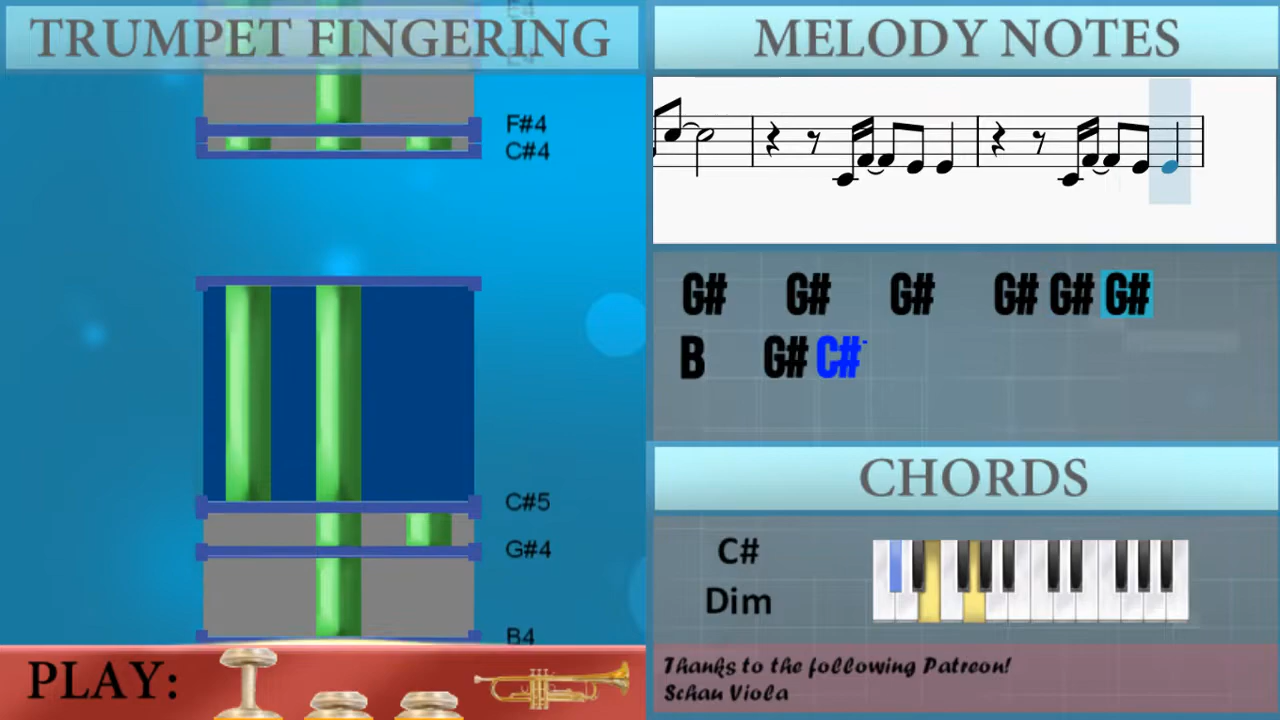 TRUMPET FINGERING
F#4
C#4
C#5
G#4
B4
PLAY:
MELODY NOTES
G# G# G# G# G# G#
B G# C#-
CHORDS
C#
Dim
Thanks to the following Patreon!
Schau Viola